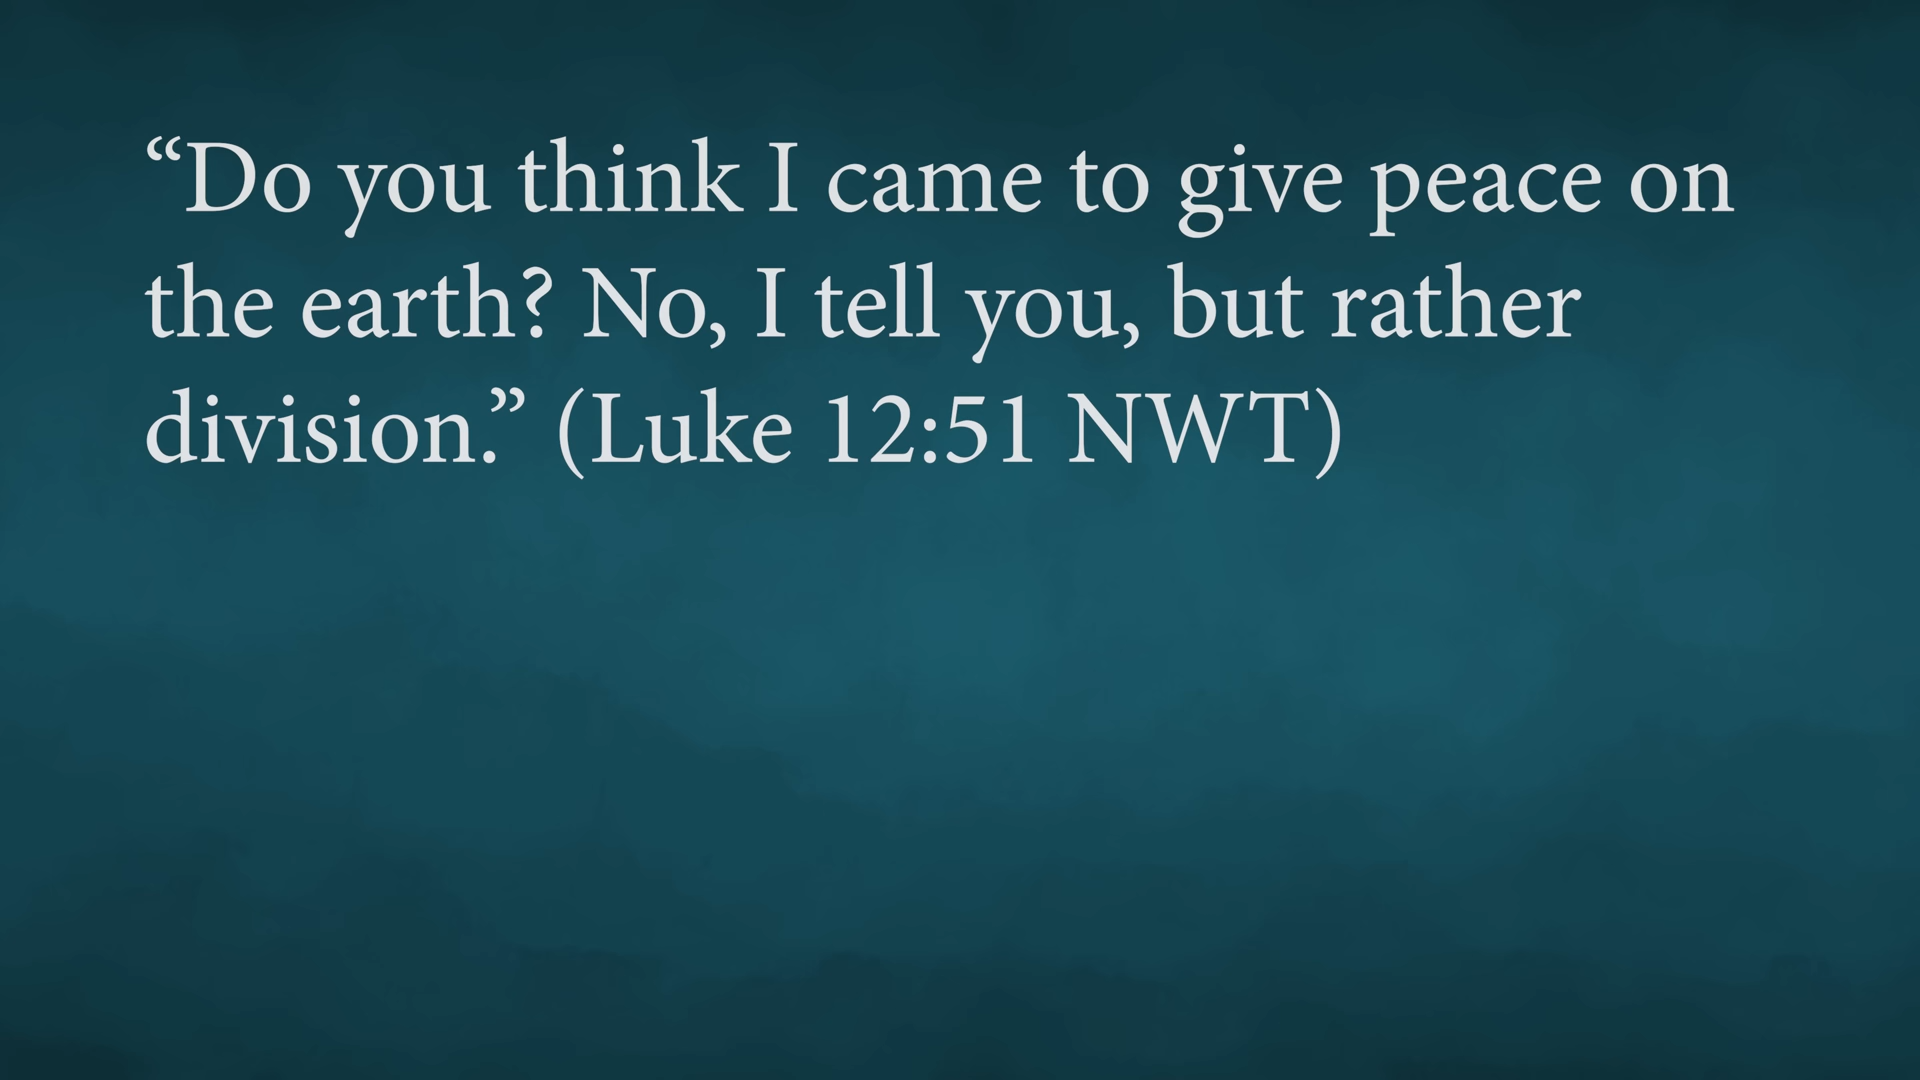 “Do you think I came to give peace on
the earth? No, I tell you, but rather
division.” (Luke 12:51 NWT)